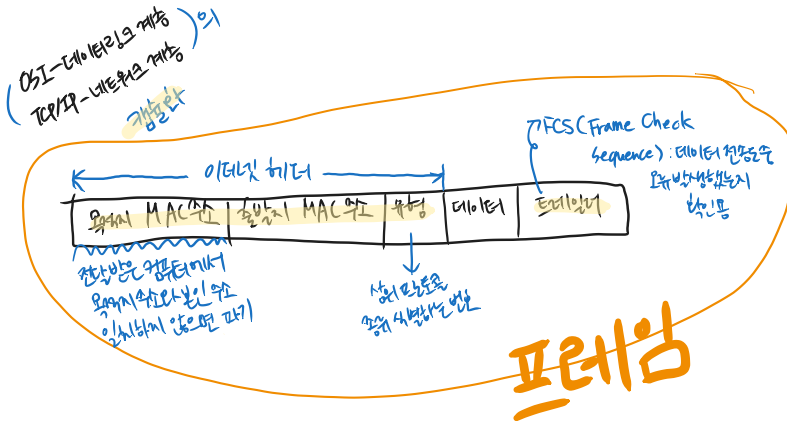 (OSI-데이터링크 계층
TCP/IP-네트워크 계층)의
캡슐화
이더넷 헤더
FCS(Frame Check
Sequence): 데이터 전송도중
오류발생했는지
확인용
목적지 MAC주소 출발지 MAC주소 유형 데이터 트레일러
전달받은 컴퓨터에서
목적지주소와 본인주소
일치하지 않으면 파기
상위 프로토콜
종류 식별하는 번호
프레임